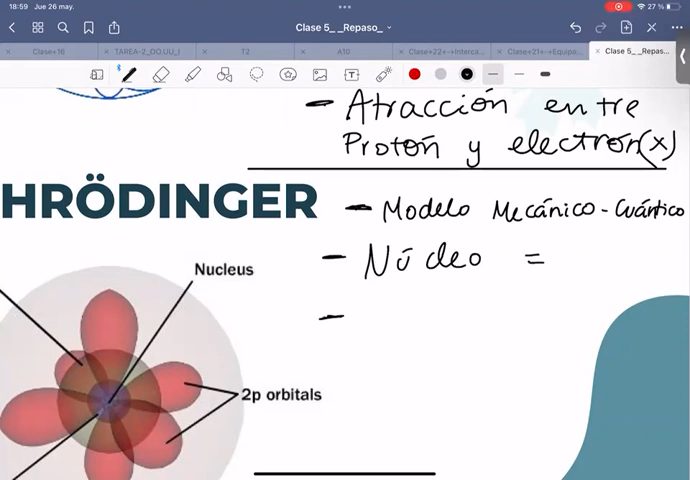 18:59 Jue 26 may.
27 %
Clase 5_ _Repaso_
Clase+16
TAREA-2_OO.UU_I
T2
A10
Clase+22+-+Interca...
Clase+21+-+Equipo...
Clase 5_ _Repas...
- Atracción entre
Protón y electrón(x)
HRÖDINGER
- Modelo Mecánico-Cuántico
- Núcleo =
-
Nucleus
2p orbitals